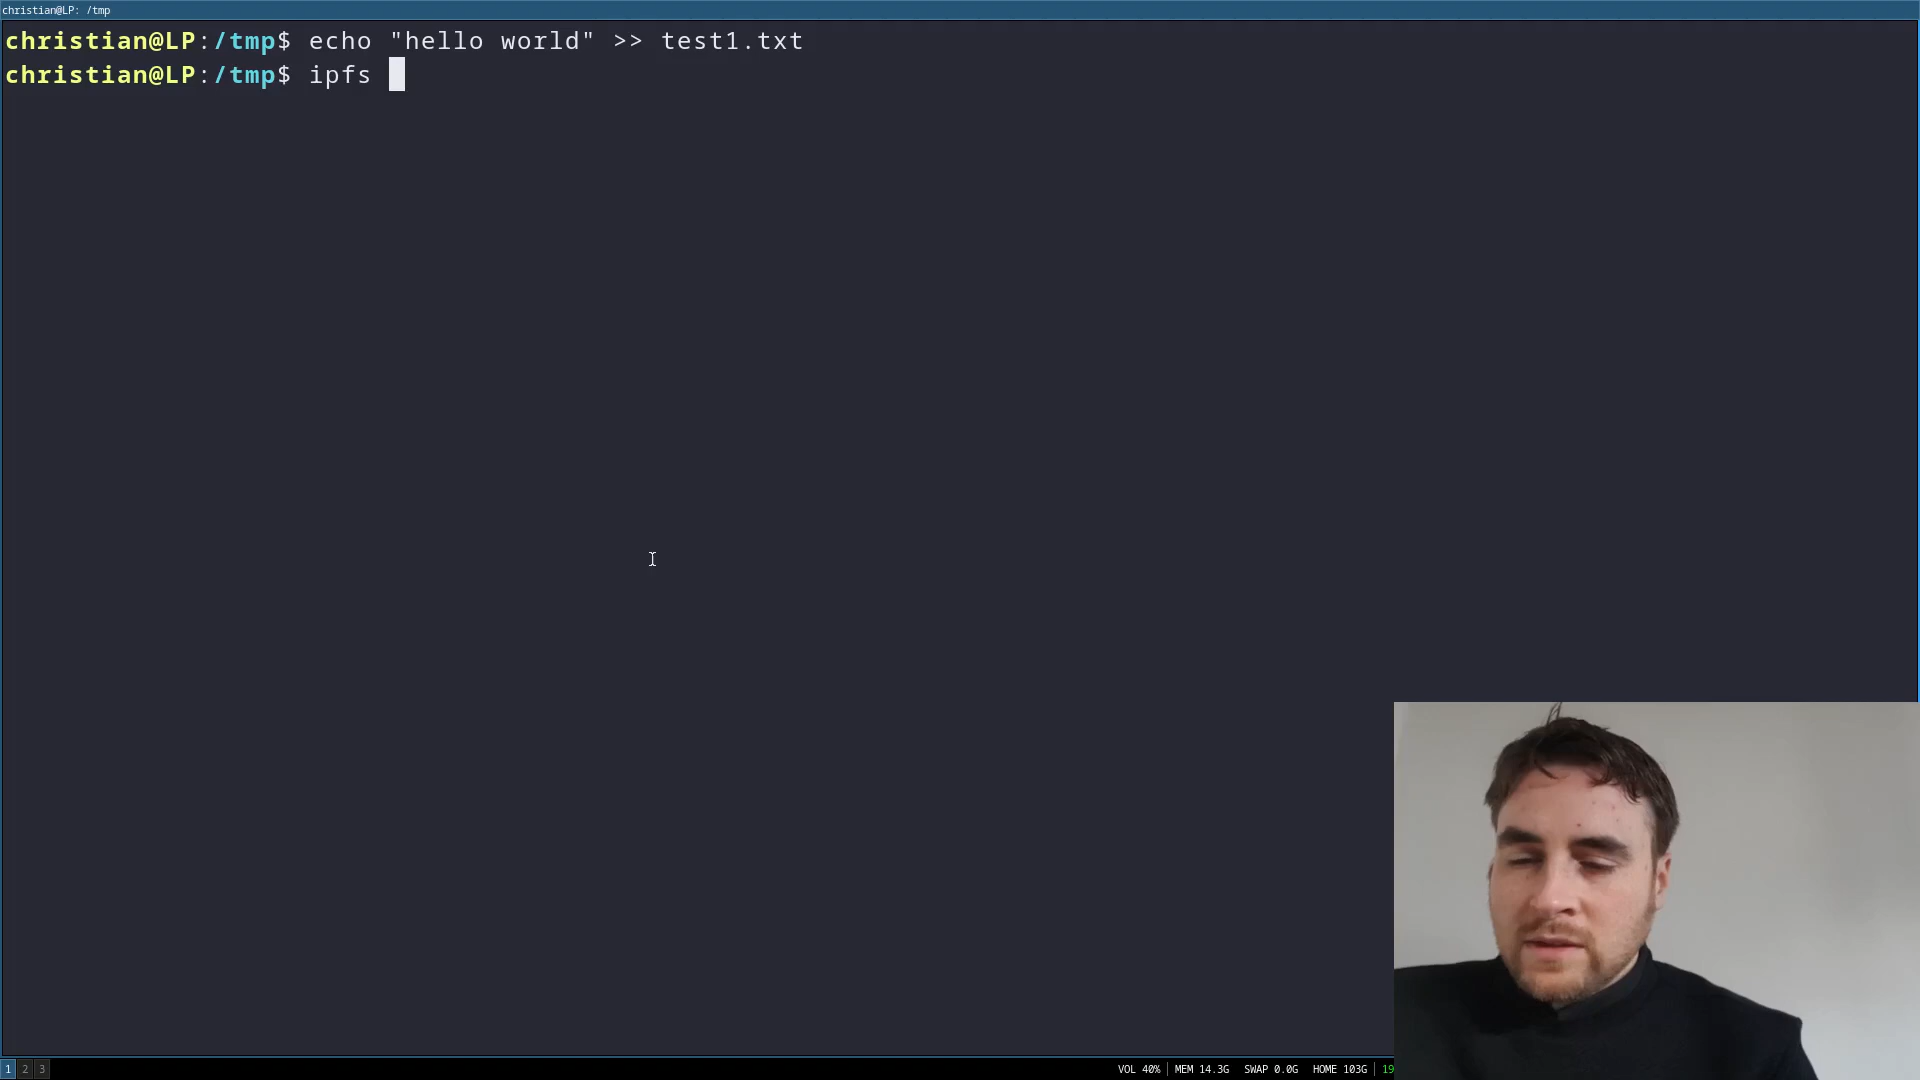 christian@LP: /tmp
christian@LP:/tmp$ echo "hello world" >> test1.txt
christian@LP:/tmp$ ipfs
1 2 3
VOL 40% | MEM 14.3G SWAP 0.0G HOME 103G | 19